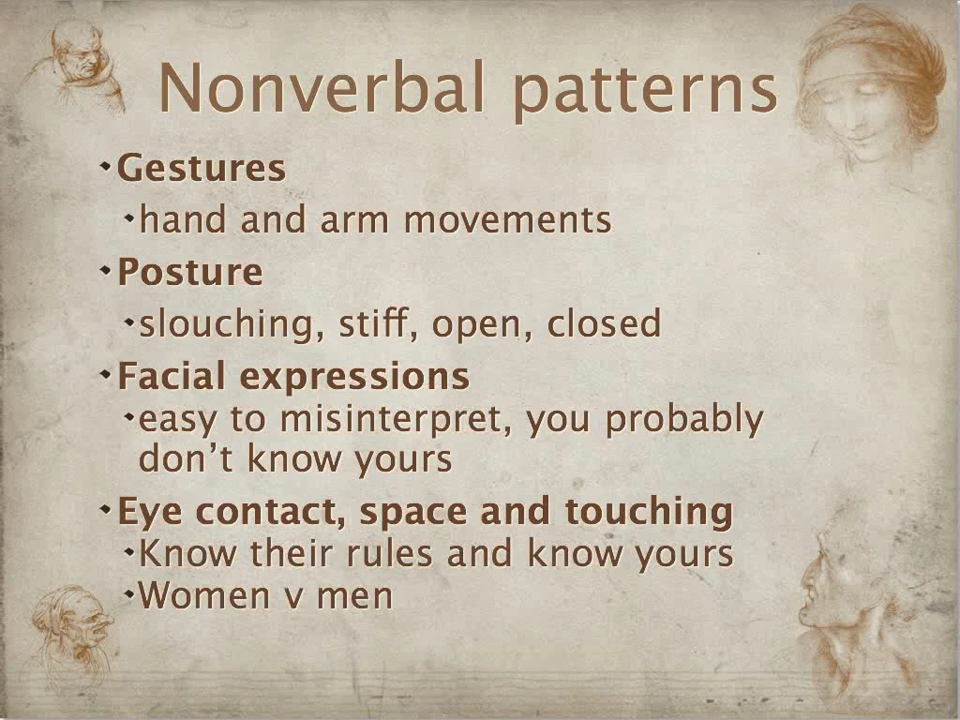 Nonverbal patterns
Gestures
hand and arm movements
Posture
slouching, stiff, open, closed
Facial expressions
easy to misinterpret, you probably
don’t know yours
Eye contact, space and touching
Know their rules and know yours
Women v men